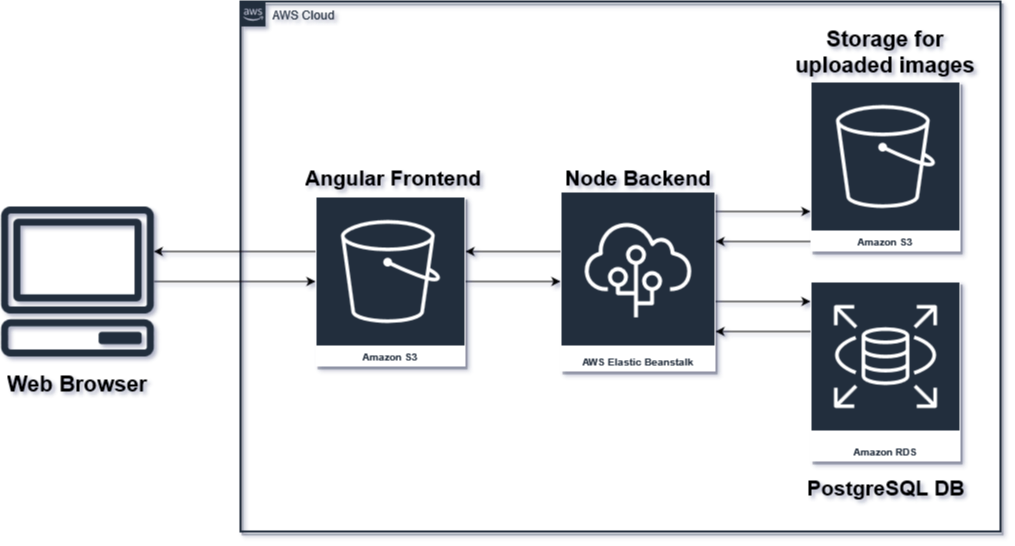 aws
AWS Cloud
Storage for
uploaded images
Amazon S3
Angular Frontend
Amazon S3
Node Backend
AWS Elastic Beanstalk
Web Browser
Amazon RDS
PostgreSQL DB